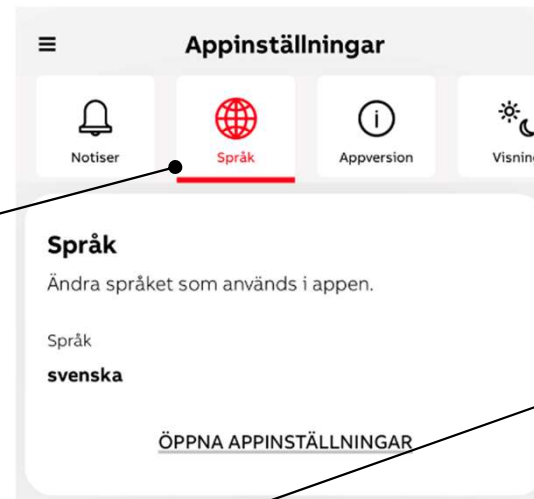 Appinställningar
Notiser
Språk
Appversion
Språk
Ändra språket som används i appen.
Språk
svenska
ÖPPNA APPINSTÄLLNINGAR